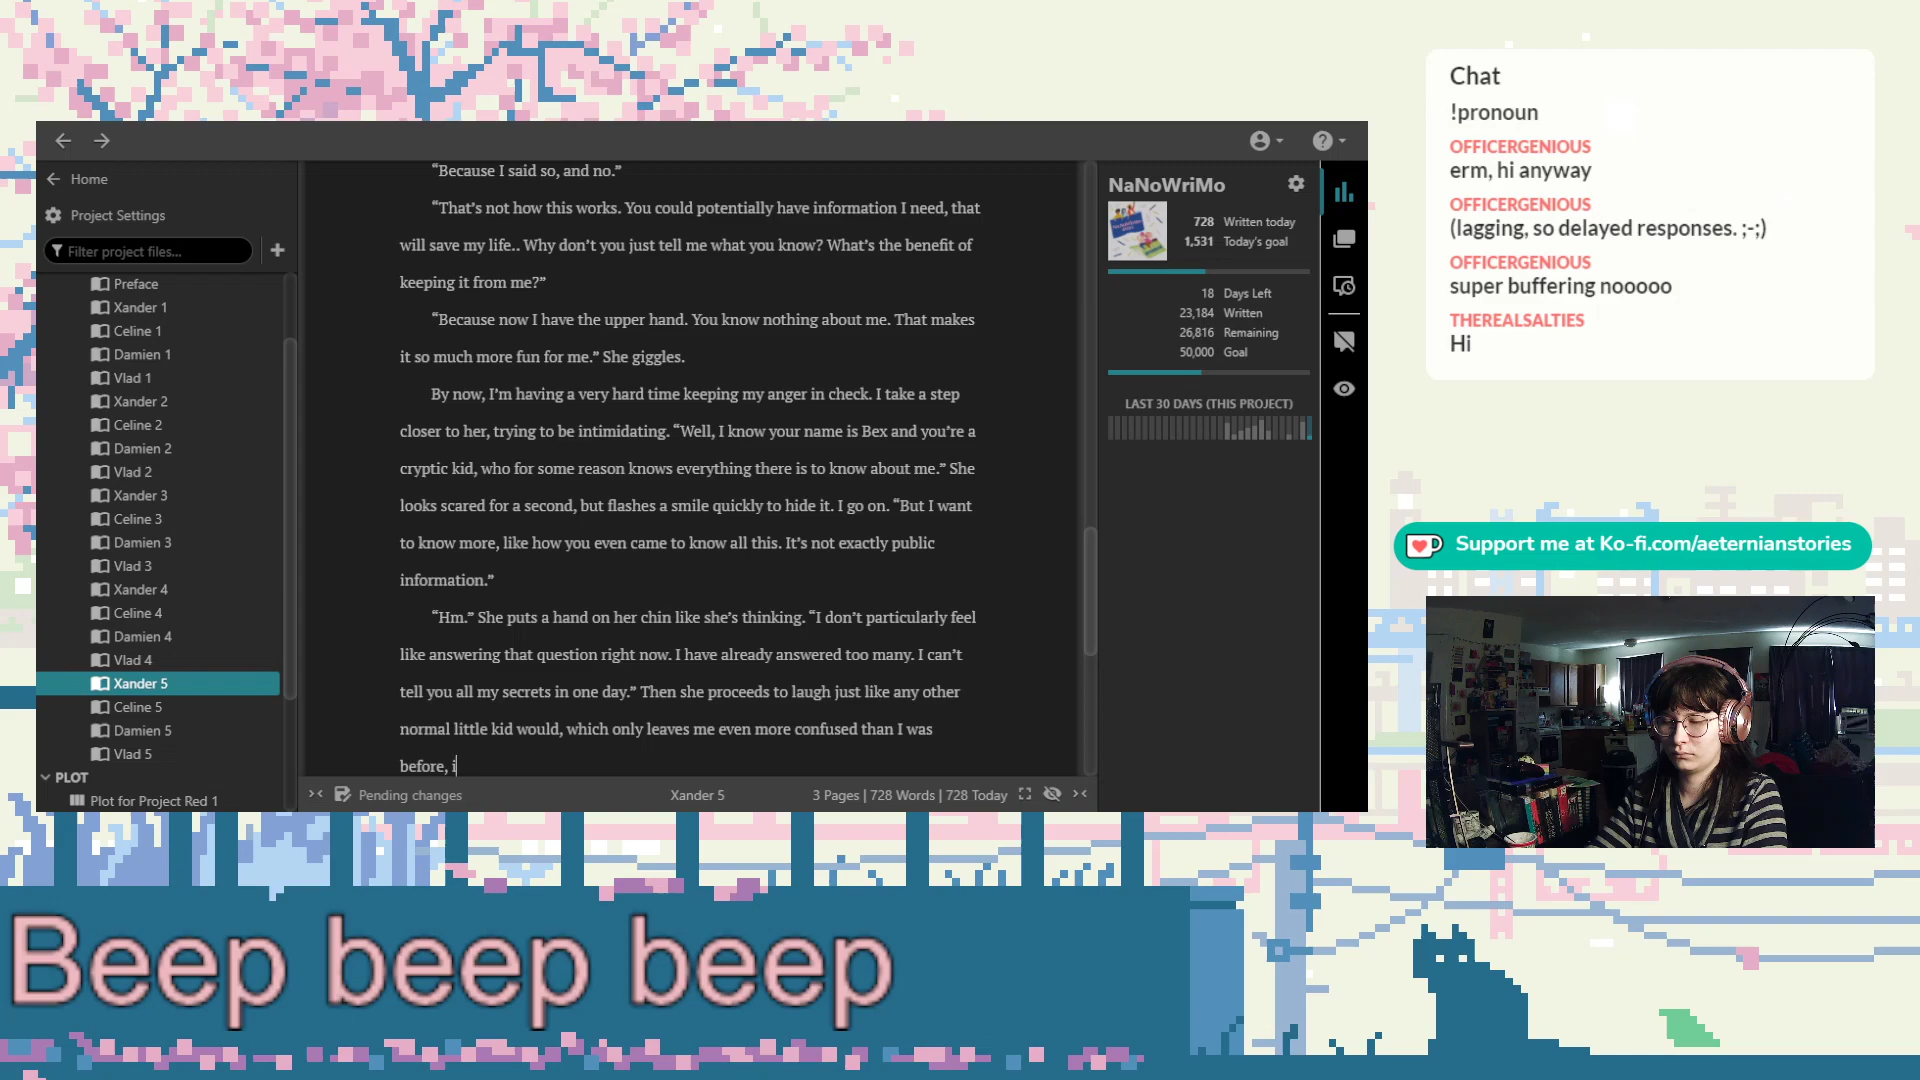 Home
Project Settings
Filter project files...
Preface
Xander 1
Celine 1
Damien 1
Vlad 1
Xander 2
Celine 2
Damien 2
Vlad 2
Xander 3
Celine 3
Damien 3
Vlad 3
Xander 4
Celine 4
Damien 4
Vlad 4
Xander 5
Celine 5
Damien 5
Vlad 5
PLOT
Plot for Project Red 1
“Because I said so, and no.”
“That’s not how this works. You could potentially have information I need, that
will save my life.. Why don’t you just tell me what you know? What’s the benefit of
keeping it from me?”
“Because now I have the upper hand. You know nothing about me. That makes
it so much more fun for me.” She giggles.
By now, I’m having a very hard time keeping my anger in check. I take a step
closer to her, trying to be intimidating. “Well, I know your name is Bex and you’re a
cryptic kid, who for some reason knows everything there is to know about me.” She
looks scared for a second, but flashes a smile quickly to hide it. I go on. “But I want
to know more, like how you even came to know all this. It’s not exactly public
information.”
“Hm.” She puts a hand on her chin like she’s thinking. “I don’t particularly feel
like answering that question right now. I have already answered too many. I can’t
tell you all my secrets in one day.” Then she proceeds to laugh just like any other
normal little kid would, which only leaves me even more confused than I was
before, i
Pending changes
Xander 5
3 Pages | 728 Words | 728 Today
NaNoWriMo
728 Written today
1,531 Today's goal
18 Days Left
23,184 Written
26,816 Remaining
50,000 Goal
LAST 30 DAYS (THIS PROJECT)
Chat
!pronoun
OFFICERGENIOUS
erm, hi anyway
OFFICERGENIOUS
(lagging, so delayed responses. ;-;)
OFFICERGENIOUS
super buffering nooooo
THEREALSALTIES
Hi
Support me at Ko-fi.com/aeternianstories
Beep beep beep